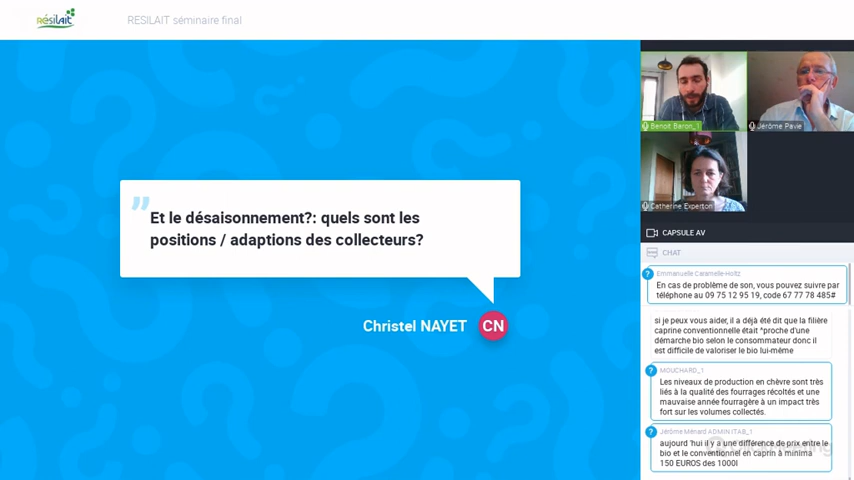 RésiLAIT
RESILAIT séminaire final
Et le désaisonnement?: quels sont les
positions / adaptions des collecteurs?
Christel NAYET
CN
Benoit Baron_1
Jérôme Pavie
Catherine Experton
CAPSULE AV
CHAT
Emmanuelle Caramelle-Holtz
En cas de problème de son, vous pouvez suivre par
téléphone au 09 75 12 95 19, code 67 77 78 485#
si je peux vous aider, il a déjà été dit que la filière
caprine conventionnelle était "proche d'une
démarche bio selon le consommateur donc il
est difficile de valoriser le bio lui-même
MOUCHARD_1
Les niveaux de production en chèvre sont très
liés à la qualité des fourrages récoltés et une
mauvaise année fourragère à un impact très
fort sur les volumes collectés.
Jérôme Ménard ADMIN ITAB_1
aujourd 'hui il y a une différence de prix entre le
bio et le conventionnel en caprin à minima
150 EUROS des 1000l